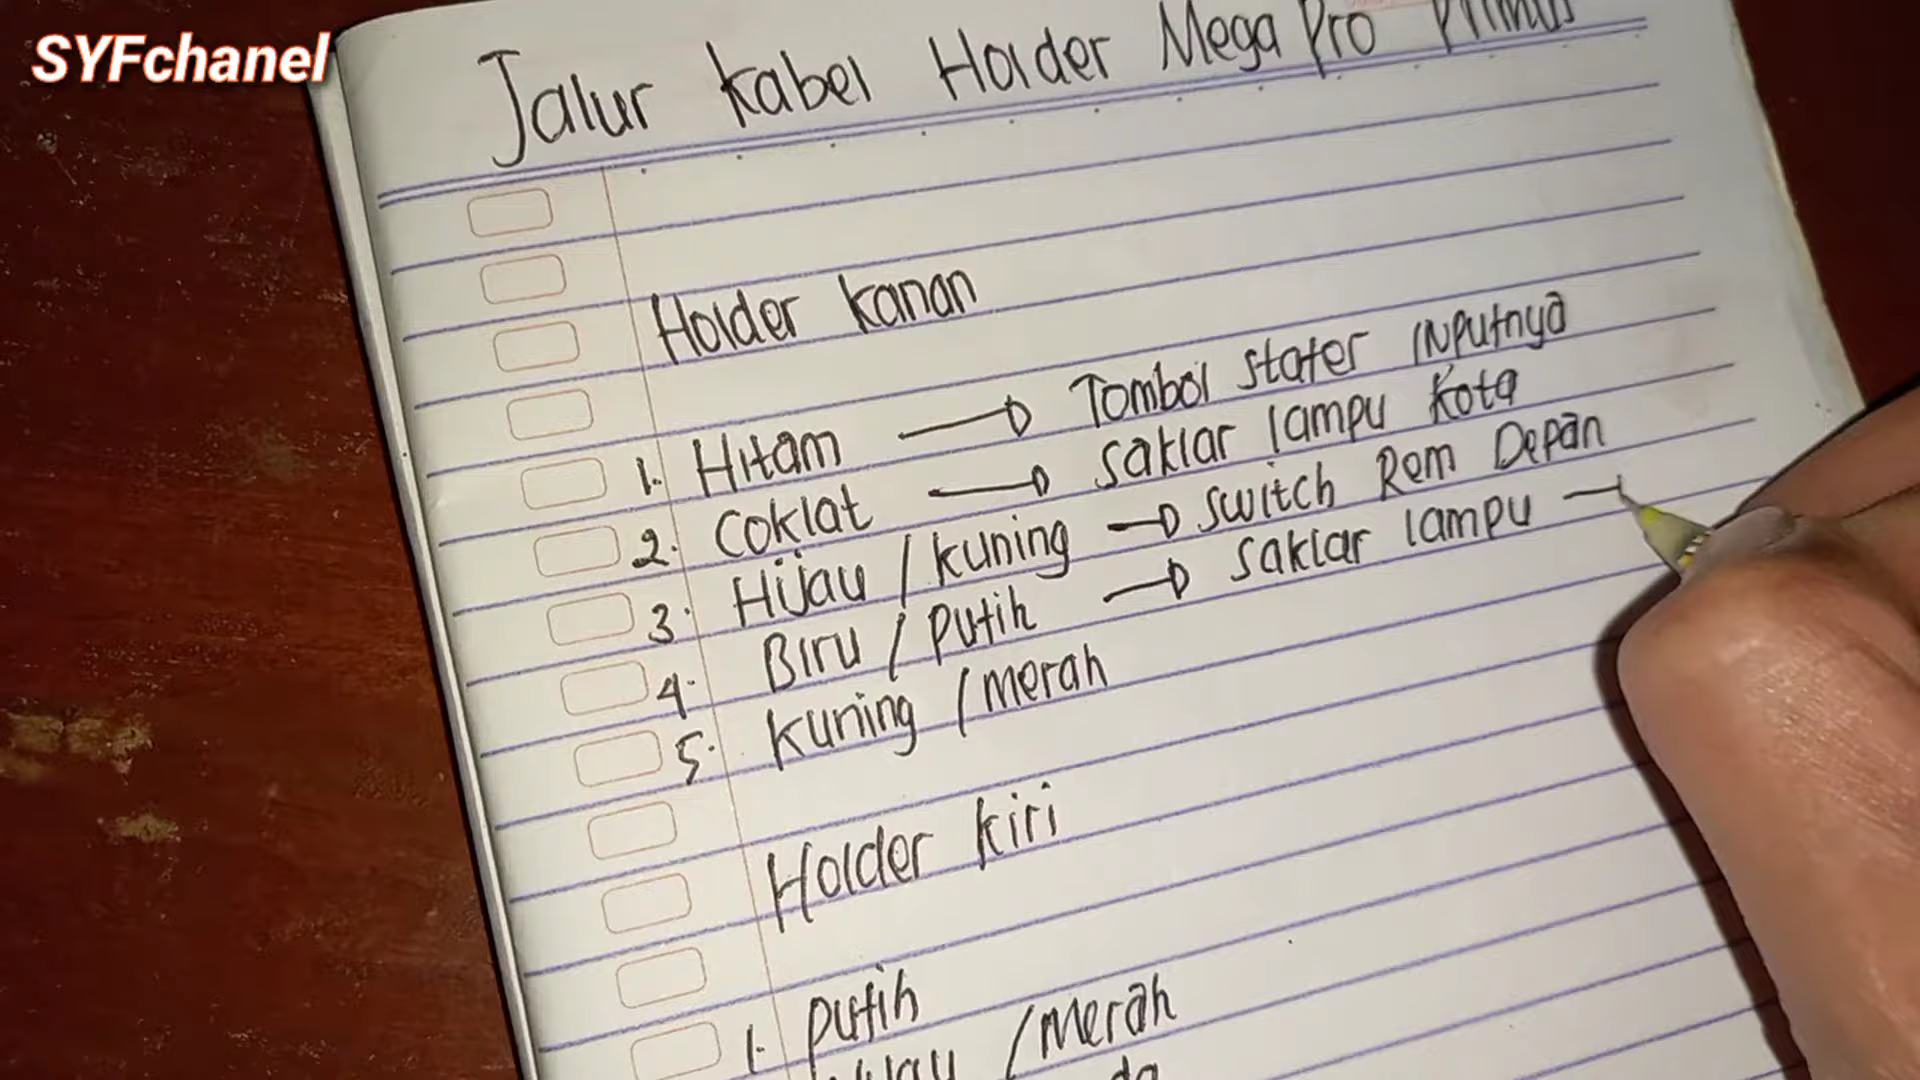 SYFchanel
Jalur kabel Holder Mega Pro Primus
Holder kanan
1. Hitam → Tombol stater INPutnya
2. Coklat → saklar lampu kota
3. Hijau / kuning → switch Rem Depan
4. Biru / putih → saklar lampu →
5. kuning / merah
Holder kiri
1. putih
/ merah